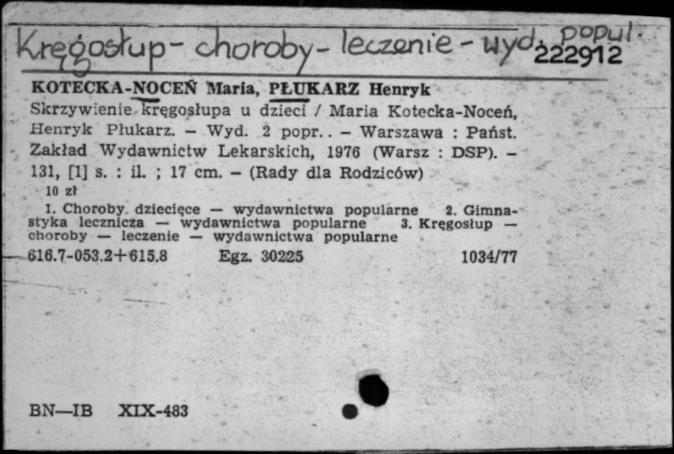 Kręgosłup - choroby - leczenie - wyd. popul.
222912
KOTECKA-NOCEŃ Maria, PŁUKARZ Henryk
Skrzywienie kręgosłupa u dzieci / Maria Kotecka-Noceń,
Henryk Płukarz. — Wyd. 2 popr.. — Warszawa : Państ.
Zakład Wydawnictw Lekarskich, 1976 (Warsz : DSP). —
131, [1] s. : il. ; 17 cm. — (Rady dla Rodziców)
10 zł
1. Choroby dziecięce — wydawnictwa popularne 2. Gimna-
styka lecznicza — wydawnictwa popularne 3. Kręgosłup —
choroby — leczenie — wydawnictwa popularne
616.7-053.2+615.8 Egz. 30225 1034/77
BN—IB XIX-483